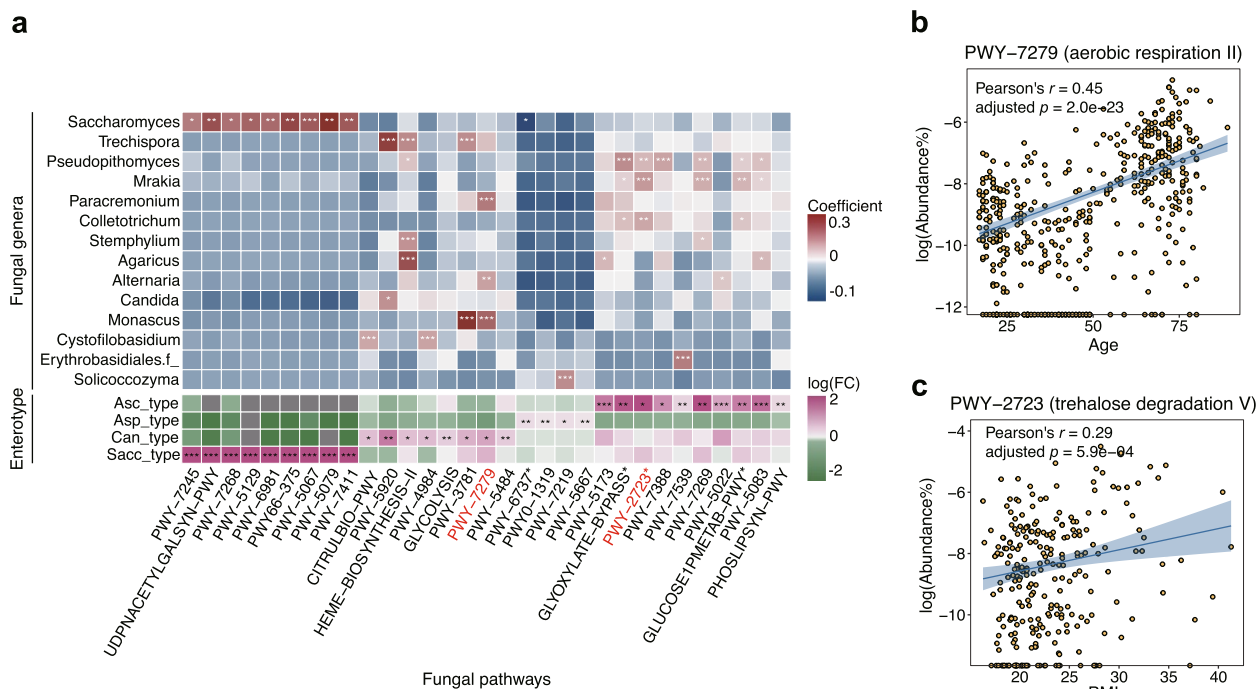 a
Fungal genera
Saccharomyces
Trechispora
Pseudopithomyces
Mrakia
Paracremonium
Colletotrichum
Stemphylium
Agaricus
Alternaria
Candida
Monascus
Cystofilobasidium
Erythrobasidiales.f_
Solicoccozyma
Enterotype
Asc_type
Asp_type
Can_type
Sacc_type
PWY-7245
UDPNACETYLGALSYN-PWY
PWY-7268
PWY-5129
PWY-6981
PWY66-375
PWY-5067
PWY-5079
PWY-7411
CITRULBIO-PWY
PWY-5920
HEME-BIOSYNTHESIS-II
PWY-4984
GLYCOLYSIS
PWY-3781
PWY-7279
PWY-5484
PWY-6737*
PWY0-1319
PWY-7219
PWY-5667
PWY-5173
GLYOXYLATE-BYPASS*
PWY-2723*
PWY-7388
PWY-7539
PWY-7269
PWY-5022
GLUCOSE1PMETAB-PWY*
PWY-5083
PHOSLIPSYN-PWY
Fungal pathways
Coefficient
0.3
0
0
-0.1
log(FC)
2
0
-2
b
PWY-7279 (aerobic respiration II)
Pearson's r = 0.45
adjusted p = 2.0e-23
log(Abundance%)
-6
-8
-10
-12
25
50
75
Age
c
PWY-2723 (trehalose degradation V)
Pearson's r = 0.29
adjusted p = 5.9e-04
log(Abundance%)
-4
-6
-8
-10
20
25
30
35
40